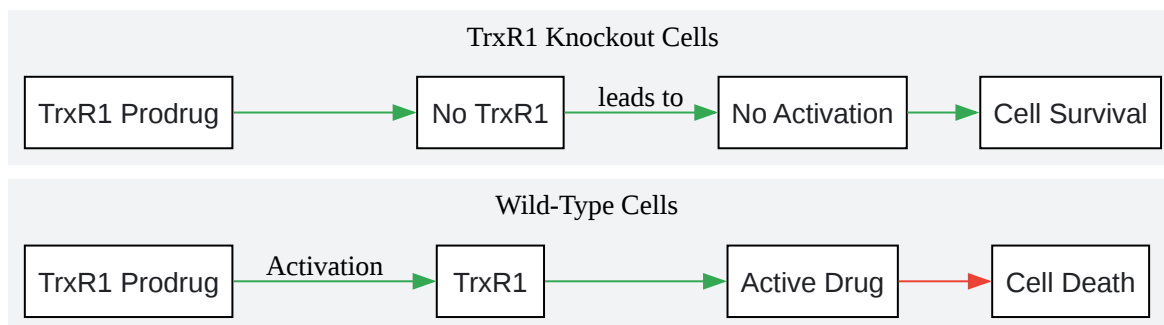 TrxR1 Knockout Cells
TrxR1 Prodrug No TrxR1 leads to No Activation Cell Survival
Wild-Type Cells
TrxR1 Prodrug Activation TrxR1 Active Drug Cell Death